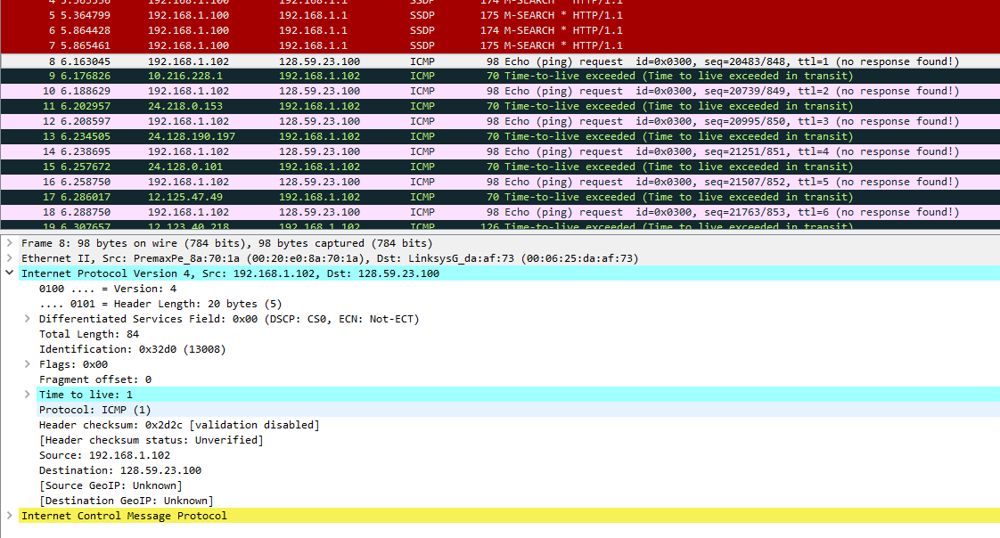 4 5.363536 192.168.1.100 192.168.1.1 SSDP 174 M-SEARCH * HTTP/1.1
5 5.364799 192.168.1.100 192.168.1.1 SSDP 175 M-SEARCH * HTTP/1.1
6 5.864428 192.168.1.100 192.168.1.1 SSDP 174 M-SEARCH * HTTP/1.1
7 5.865461 192.168.1.100 192.168.1.1 SSDP 175 M-SEARCH * HTTP/1.1
8 6.163045 192.168.1.102 128.59.23.100 ICMP 98 Echo (ping) request id=0x0300, seq=20483/848, ttl=1 (no response found!)
9 6.176826 10.216.228.1 192.168.1.102 ICMP 70 Time-to-live exceeded (Time to live exceeded in transit)
10 6.188629 192.168.1.102 128.59.23.100 ICMP 98 Echo (ping) request id=0x0300, seq=20739/849, ttl=2 (no response found!)
11 6.202957 24.218.0.153 192.168.1.102 ICMP 70 Time-to-live exceeded (Time to live exceeded in transit)
12 6.208597 192.168.1.102 128.59.23.100 ICMP 98 Echo (ping) request id=0x0300, seq=20995/850, ttl=3 (no response found!)
13 6.234505 24.128.190.197 192.168.1.102 ICMP 70 Time-to-live exceeded (Time to live exceeded in transit)
14 6.238695 192.168.1.102 128.59.23.100 ICMP 98 Echo (ping) request id=0x0300, seq=21251/851, ttl=4 (no response found!)
15 6.257672 24.128.0.101 192.168.1.102 ICMP 70 Time-to-live exceeded (Time to live exceeded in transit)
16 6.258750 192.168.1.102 128.59.23.100 ICMP 98 Echo (ping) request id=0x0300, seq=21507/852, ttl=5 (no response found!)
17 6.286017 12.125.47.49 192.168.1.102 ICMP 70 Time-to-live exceeded (Time to live exceeded in transit)
18 6.288750 192.168.1.102 128.59.23.100 ICMP 98 Echo (ping) request id=0x0300, seq=21763/853, ttl=6 (no response found!)
19 6.307657 12.123.40.218 192.168.1.102 ICMP 126 Time-to-live exceeded (Time to live exceeded in transit)
Frame 8: 98 bytes on wire (784 bits), 98 bytes captured (784 bits)
Ethernet II, Src: PremaxPe_8a:70:1a (00:20:e0:8a:70:1a), Dst: LinksysG_da:af:73 (00:06:25:da:af:73)
Internet Protocol Version 4, Src: 192.168.1.102, Dst: 128.59.23.100
0100 .... = Version: 4
.... 0101 = Header Length: 20 bytes (5)
Differentiated Services Field: 0x00 (DSCP: CS0, ECN: Not-ECT)
Total Length: 84
Identification: 0x32d0 (13008)
Flags: 0x00
Fragment offset: 0
Time to live: 1
Protocol: ICMP (1)
Header checksum: 0x2d2c [validation disabled]
[Header checksum status: Unverified]
Source: 192.168.1.102
Destination: 128.59.23.100
[Source GeoIP: Unknown]
[Destination GeoIP: Unknown]
Internet Control Message Protocol